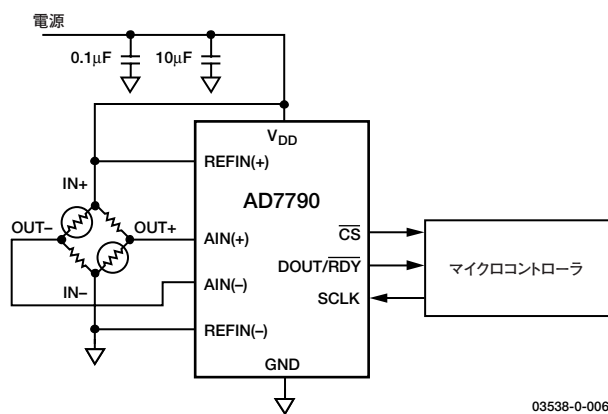 電源
0.1µF
10µF
VDD
REFIN(+)
IN+
AD7790
OUT–
OUT+
AIN(+)
CS
DOUT/RDY
マイクロコントローラ
AIN(–)
SCLK
IN–
REFIN(–)
GND
03538-0-006